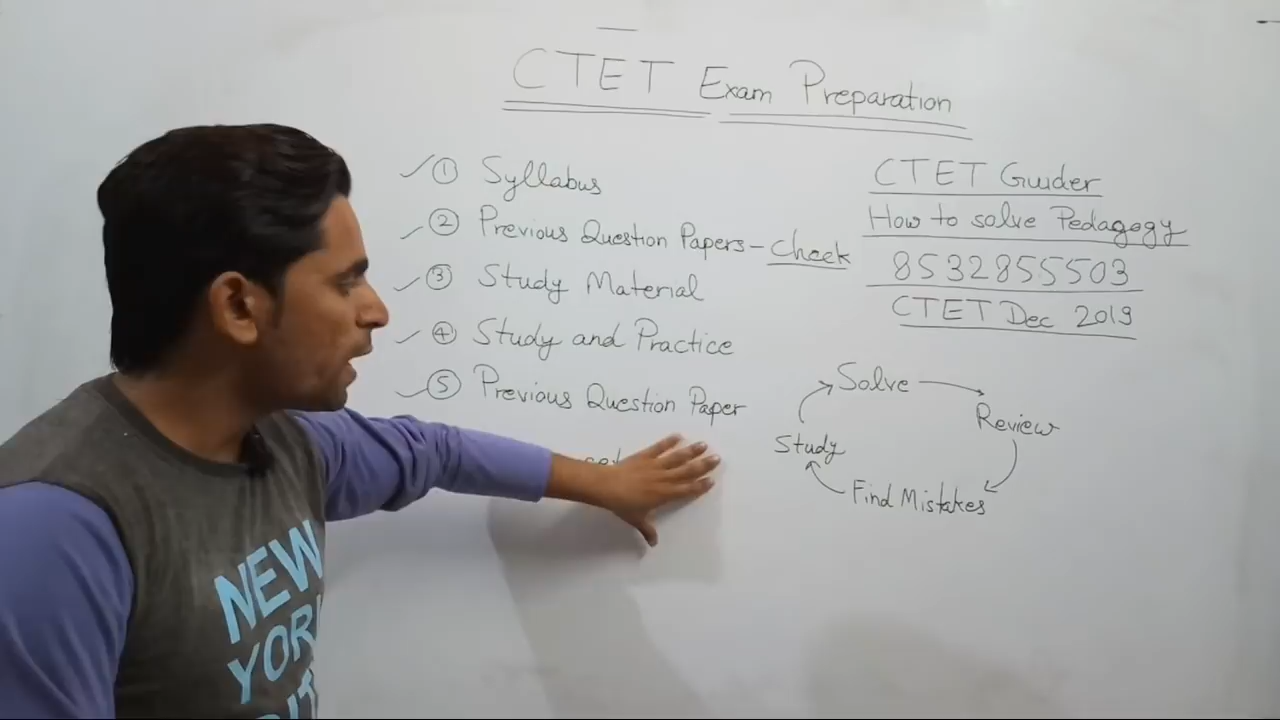 CTET Exam Preparation
① Syllabus
② Previous Question Papers - Check
③ Study Material
④ Study and Practice
⑤ Previous Question Paper
CTET Guider
How to solve Pedagogy
8532855503
CTET Dec 2019
Solve
Review
Find Mistakes
Study
NEW
YOR